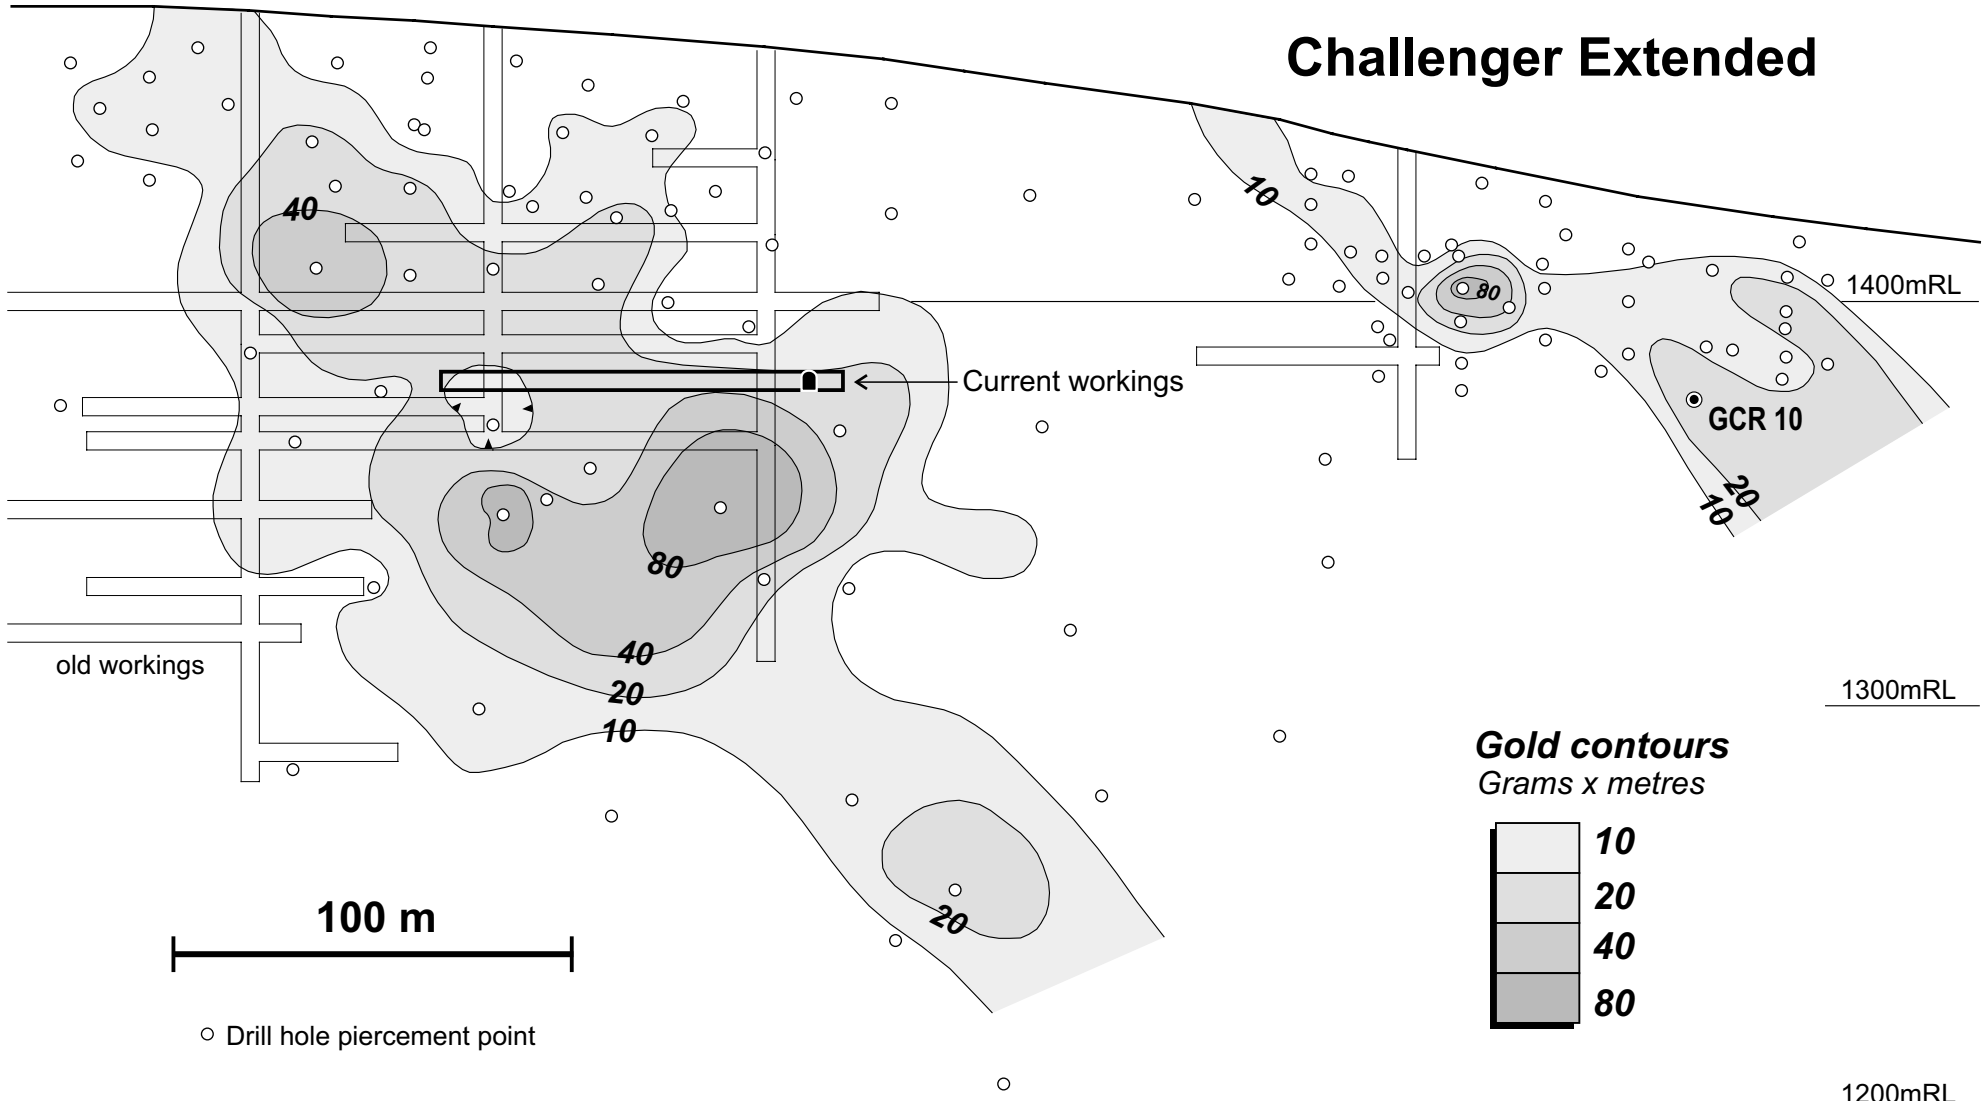 Challenger Extended
40
10
80
1400mRL
Current workings
GCR 10
20
10
80
40
20
10
old workings
1300mRL
Gold contours
Grams x metres
10
20
40
80
20
100 m
Drill hole piercement point
1200mRL